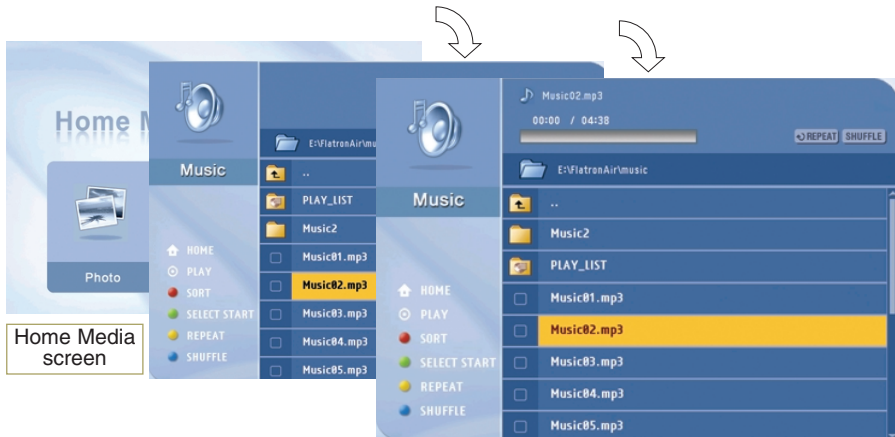 Home M
Photo
Home Media
screen
E:\FlatronAir\mu
Music
..
PLAY_LIST
Music2
Music01.mp3
Music02.mp3
Music03.mp3
Music04.mp3
Music05.mp3
HOME
PLAY
SORT
SELECT START
REPEAT
SHUFFLE
Music02.mp3
00:00 / 04:38
REPEAT SHUFFLE
E:\FlatronAir\music
Music
..
Music2
PLAY_LIST
Music01.mp3
Music02.mp3
Music03.mp3
Music04.mp3
Music05.mp3
HOME
PLAY
SORT
SELECT START
REPEAT
SHUFFLE